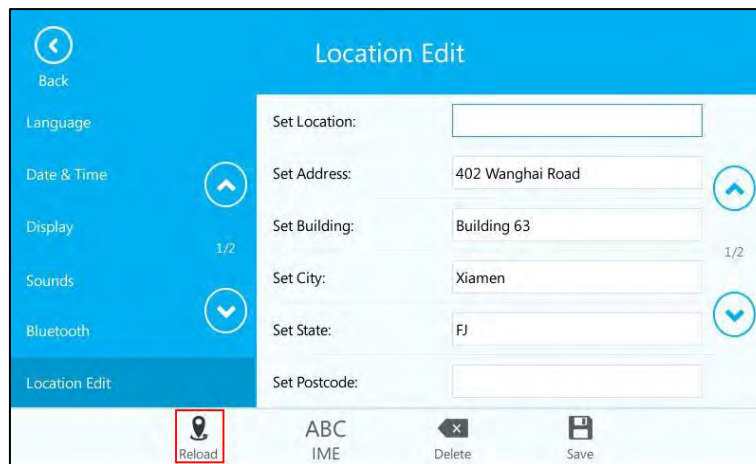 Location Edit
Back
Language
Date & Time
Display
1/2
Sounds
Bluetooth
Location Edit
Set Location:
Set Address: 402 Wanghai Road
Set Building: Building 63
Set City: Xiamen
Set State: FJ
Set Postcode:
1/2
Reload
ABC
IME
Delete
Save